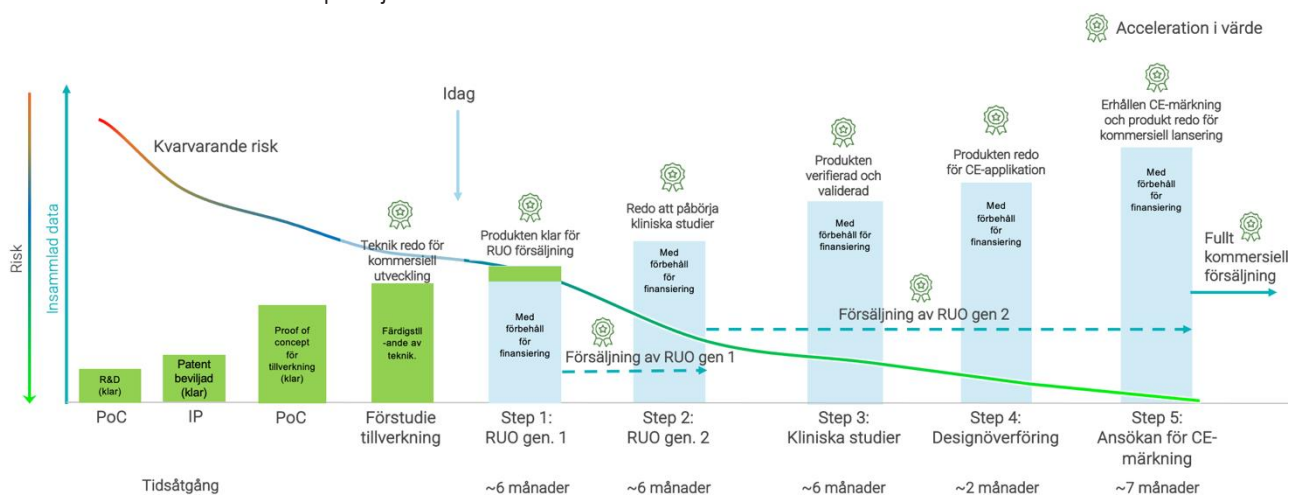 Acceleration i värde
Risk
Insammlad data
Kvarvarande risk
Idag
Teknik redo för
kommersiell
utveckling
Produkten klar för
RUO försäljning
Redo att påbörja
kliniska studier
Produkten
verifierad och
validerad
Produkten redo
för CE-applikation
Erhållen CE-märkning
och produkt redo för
kommersiell lansering
Fullt
kommersiell
försäljning
R&D
(klar)
Patent
beviljad
(klar)
Proof of
concept
för
tillverkning
(klar)
Färdigstll
-ande av
teknik.
Med
förbehåll
för
finansiering
Med
förbehåll
för
finansiering
Med
förbehåll för
finansiering
Med
förbehåll för
finansiering
Med
förbehåll för
finansiering
Försäljning av RUO gen 1
Försäljning av RUO gen 2
PoC
IP
PoC
Förstudie
tillverkning
Step 1:
RUO gen. 1
Step 2:
RUO gen. 2
Step 3:
Kliniska studier
Step 4:
Designöverföring
Step 5:
Ansökan för CE-
märkning
Tidsåtgång
~6 månader
~6 månader
~6 månader
~2 månader
~7 månader